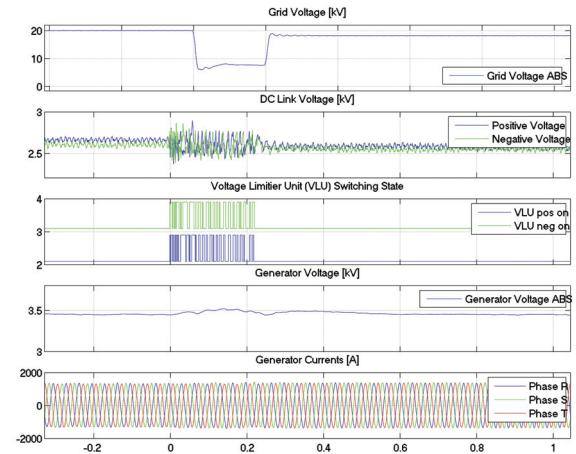 Grid Voltage [kV]
20
10
0
Grid Voltage ABS
DC Link Voltage [kV]
3
2.5
Positive Voltage
Negative Voltage
Voltage Limitier Unit (VLU) Switching State
4
3
2
VLU pos on
VLU neg on
Generator Voltage [kV]
3.5
3
Generator Voltage ABS
Generator Currents [A]
2000
0
-2000
Phase R
Phase S
Phase T
-0.2 0 0.2 0.4 0.6 0.8 1